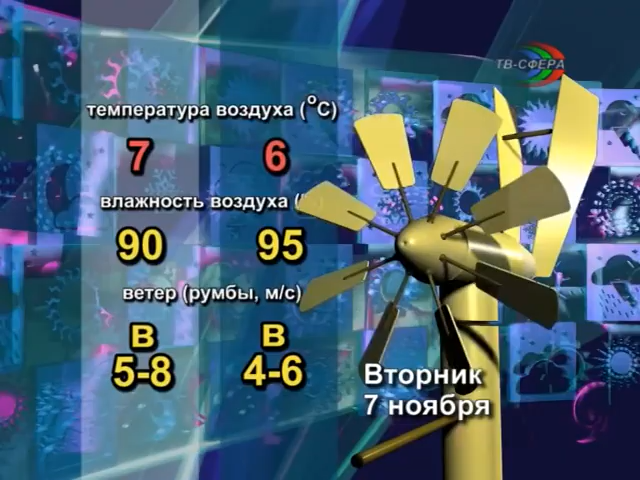 ТВ-СФЕРА
температура воздуха (°С)
7 6
влажность воздуха (
90 95
ветер (румбы, м/с)
В В
5-8 4-6
Вторник
7 ноября